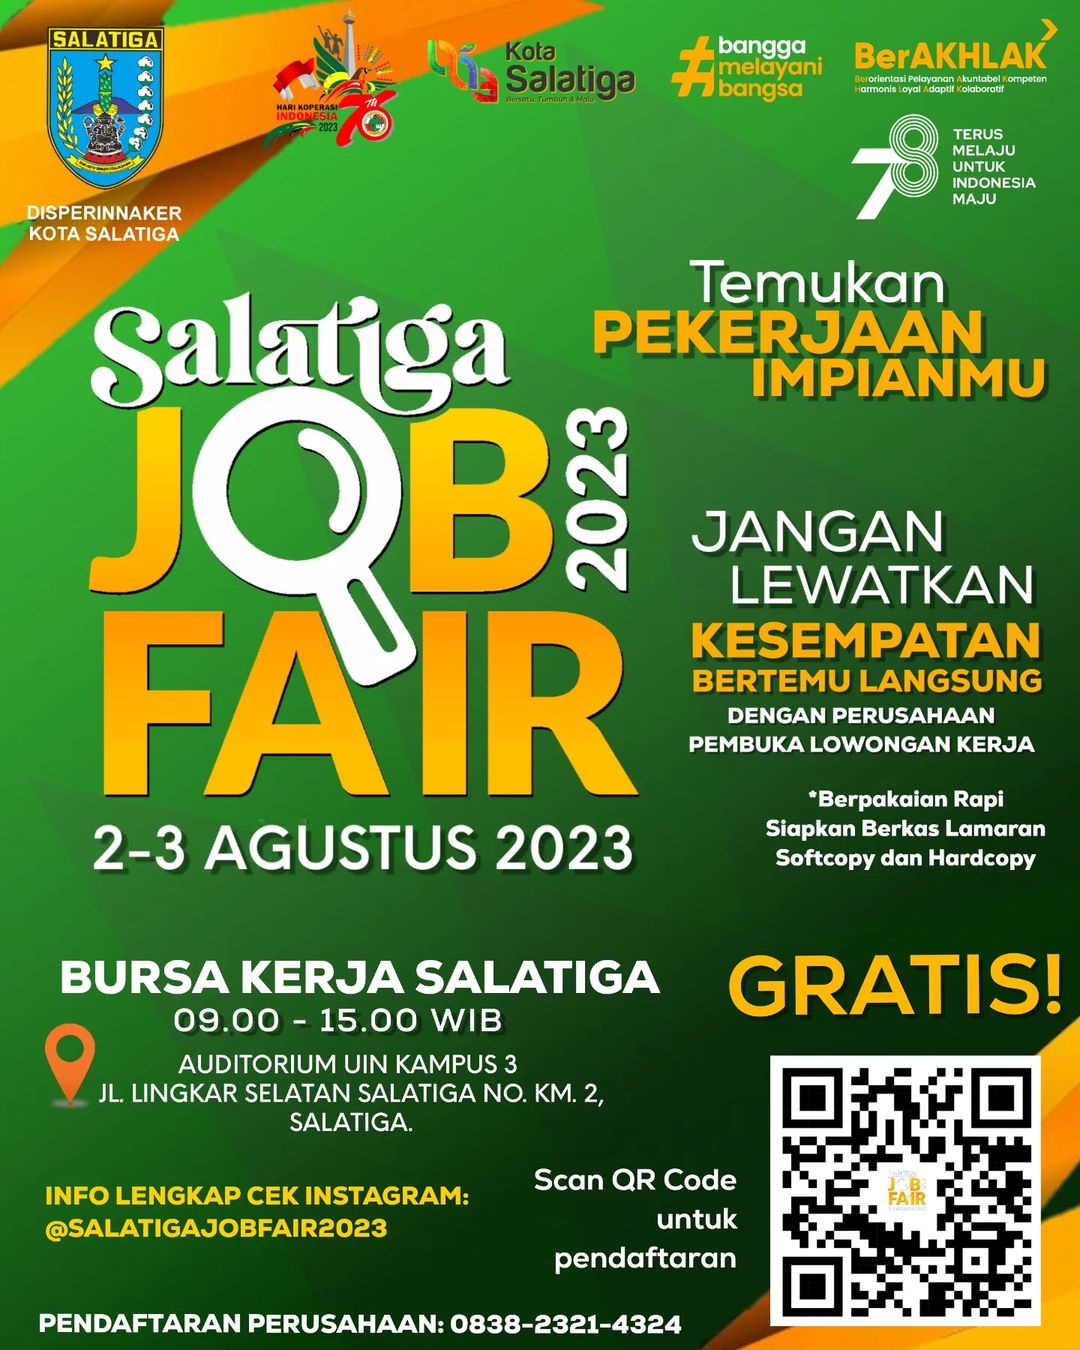 SALATIGA
DISPERINNAKER
KOTA SALATIGA
HARI KOPERASI
INDONESIA
2023
76
TH
Kota
Salatiga
Bersatu, Tumbuh & Maju
#bangga
melayani
bangsa
BerAKHLAK
Berorientasi Pelayanan Akuntabel Kompeten
Harmonis Loyal Adaptif Kolaboratif
78
TERUS
MELAJU
UNTUK
INDONESIA
MAJU
Temukan
PEKERJAAN
IMPIANMU
Salatiga
JOB
FAIR
2023
2-3 AGUSTUS 2023
JANGAN
LEWATKAN
KESEMPATAN
BERTEMU LANGSUNG
DENGAN PERUSAHAAN
PEMBUKA LOWONGAN KERJA
*Berpakaian Rapi
Siapkan Berkas Lamaran
Softcopy dan Hardcopy
BURSA KERJA SALATIGA
09.00 - 15.00 WIB
AUDITORIUM UIN KAMPUS 3
JL. LINGKAR SELATAN SALATIGA NO. KM. 2,
SALATIGA.
GRATIS!
INFO LENGKAP CEK INSTAGRAM:
@SALATIGAJOBFAIR2023
Scan QR Code
untuk
pendaftaran
JOB
FAIR
PENDAFTARAN PERUSAHAAN: 0838-2321-4324